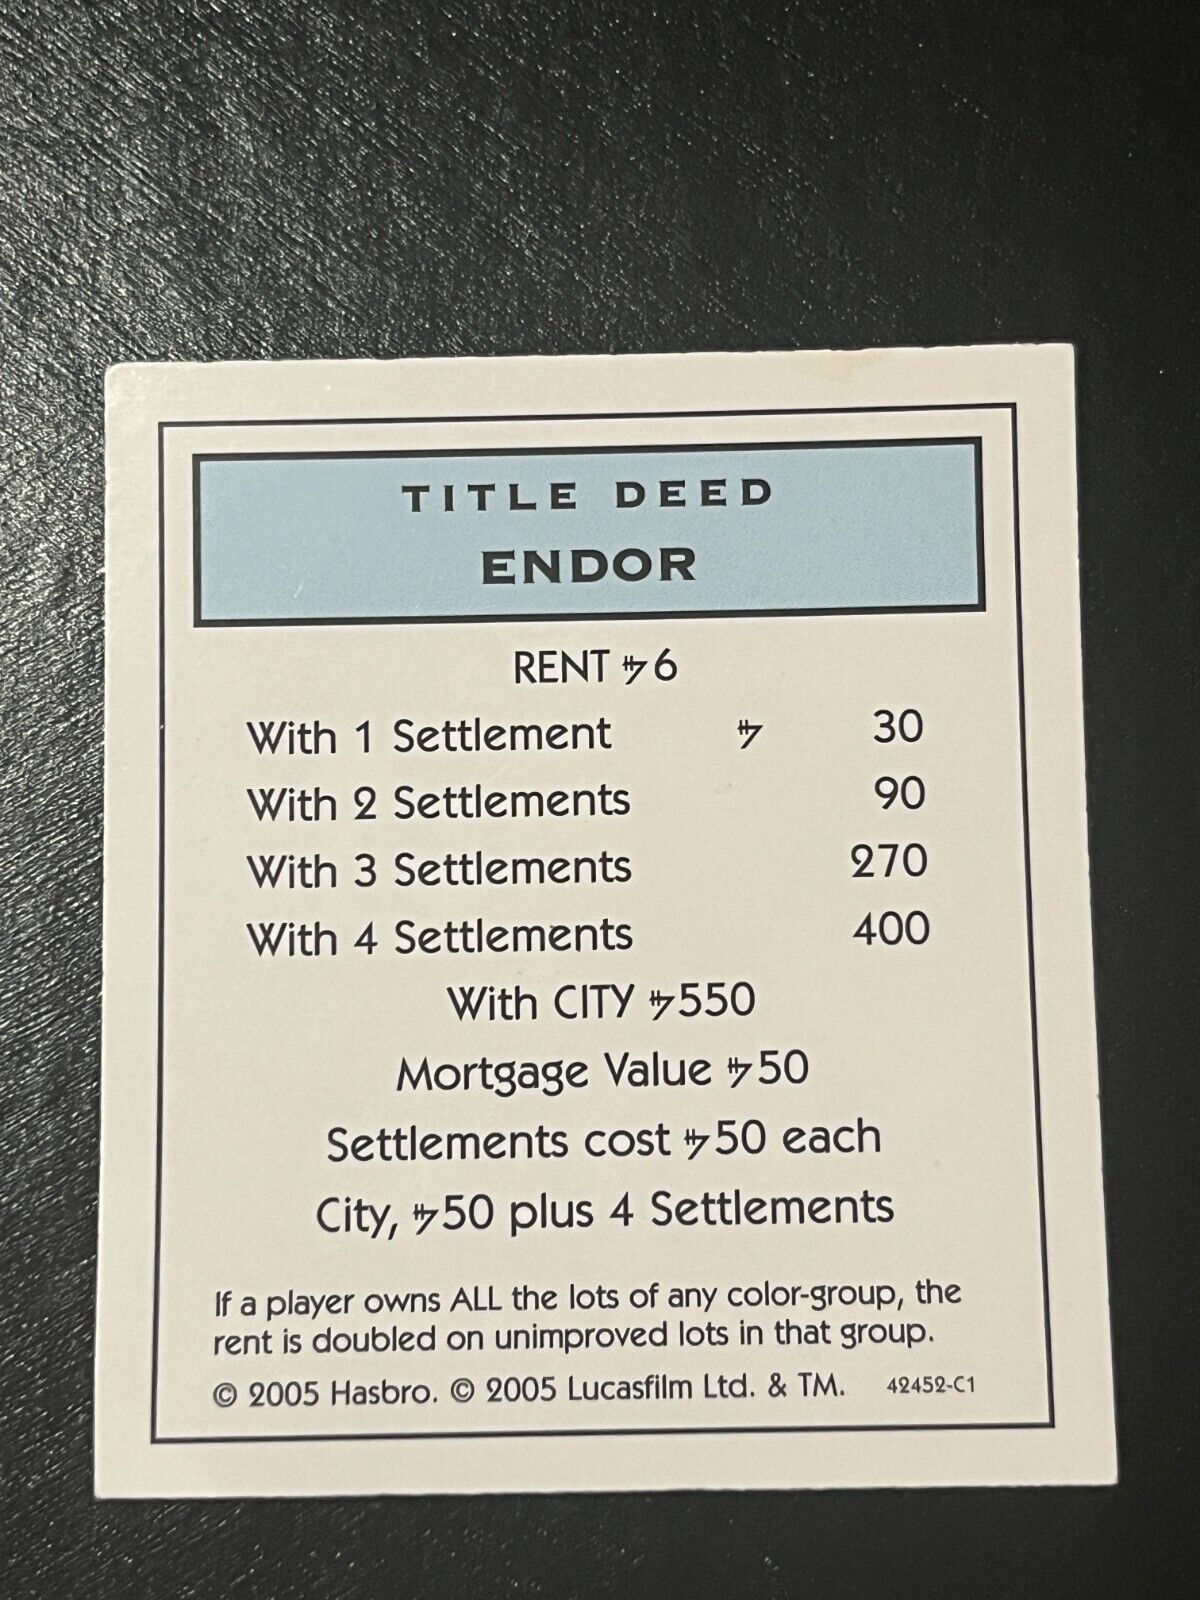 TITLE DEED
ENDOR
RENT 6
With 1 Settlement 30
With 2 Settlements 90
With 3 Settlements 270
With 4 Settlements 400
With CITY 550
Mortgage Value 50
Settlements cost 50 each
City, 50 plus 4 Settlements
If a player owns ALL the lots of any color-group, the
rent is doubled on unimproved lots in that group.
© 2005 Hasbro. © 2005 Lucasfilm Ltd. & TM. 42452-C1